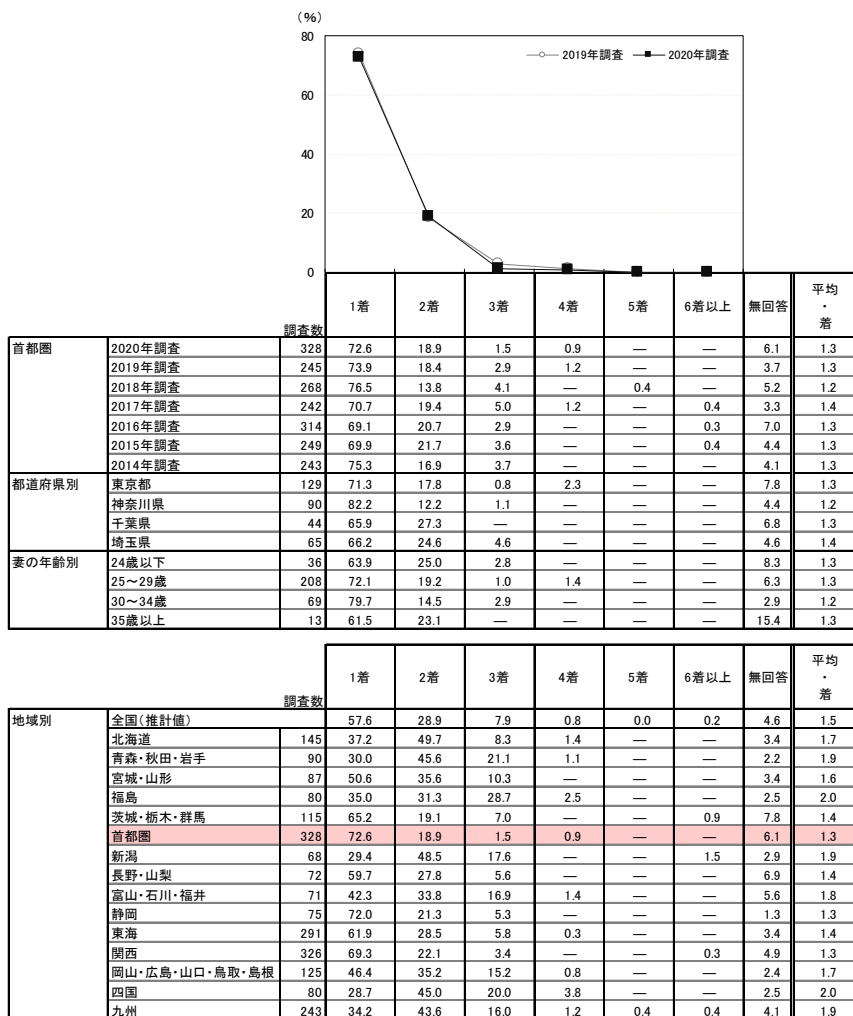 (%)
80
60
40
20
0
2019年調査 2020年調査
調査数 1着 2着 3着 4着 5着 6着以上 無回答 平均・着
首都圏 2020年調査 328 72.6 18.9 1.5 0.9 — — 6.1 1.3
2019年調査 245 73.9 18.4 2.9 1.2 — — 3.7 1.3
2018年調査 268 76.5 13.8 4.1 — 0.4 — 5.2 1.2
2017年調査 242 70.7 19.4 5.0 1.2 — 0.4 3.3 1.4
2016年調査 314 69.1 20.7 2.9 — — 0.3 7.0 1.3
2015年調査 249 69.9 21.7 3.6 — — 0.4 4.4 1.3
2014年調査 243 75.3 16.9 3.7 — — — 4.1 1.3
都道府県別 東京都 129 71.3 17.8 0.8 2.3 — — 7.8 1.3
神奈川県 90 82.2 12.2 1.1 — — — 4.4 1.2
千葉県 44 65.9 27.3 — — — — 6.8 1.3
埼玉県 65 66.2 24.6 4.6 — — — 4.6 1.4
妻の年齢別 24歳以下 36 63.9 25.0 2.8 — — — 8.3 1.3
25～29歳 208 72.1 19.2 1.0 1.4 — — 6.3 1.3
30～34歳 69 79.7 14.5 2.9 — — — 2.9 1.2
35歳以上 13 61.5 23.1 — — — — 15.4 1.3
調査数 1着 2着 3着 4着 5着 6着以上 無回答 平均・着
地域別 全国(推計値) 57.6 28.9 7.9 0.8 0.0 0.2 4.6 1.5
北海道 145 37.2 49.7 8.3 1.4 — — 3.4 1.7
青森・秋田・岩手 90 30.0 45.6 21.1 1.1 — — 2.2 1.9
宮城・山形 87 50.6 35.6 10.3 — — — 3.4 1.6
福島 80 35.0 31.3 28.7 2.5 — — 2.5 2.0
茨城・栃木・群馬 115 65.2 19.1 7.0 — — 0.9 7.8 1.4
首都圏 328 72.6 18.9 1.5 0.9 — — 6.1 1.3
新潟 68 29.4 48.5 17.6 — — 1.5 2.9 1.9
長野・山梨 72 59.7 27.8 5.6 — — — 6.9 1.4
富山・石川・福井 71 42.3 33.8 16.9 1.4 — — 5.6 1.8
静岡 75 72.0 21.3 5.3 — — — 1.3 1.3
東海 291 61.9 28.5 5.8 0.3 — — 3.4 1.4
関西 326 69.3 22.1 3.4 — — 0.3 4.9 1.3
岡山・広島・山口・鳥取・島根 125 46.4 35.2 15.2 0.8 — — 2.4 1.7
四国 80 28.7 45.0 20.0 3.8 — — 2.5 2.0
九州 243 34.2 43.6 16.0 1.2 0.4 0.4 4.1 1.9